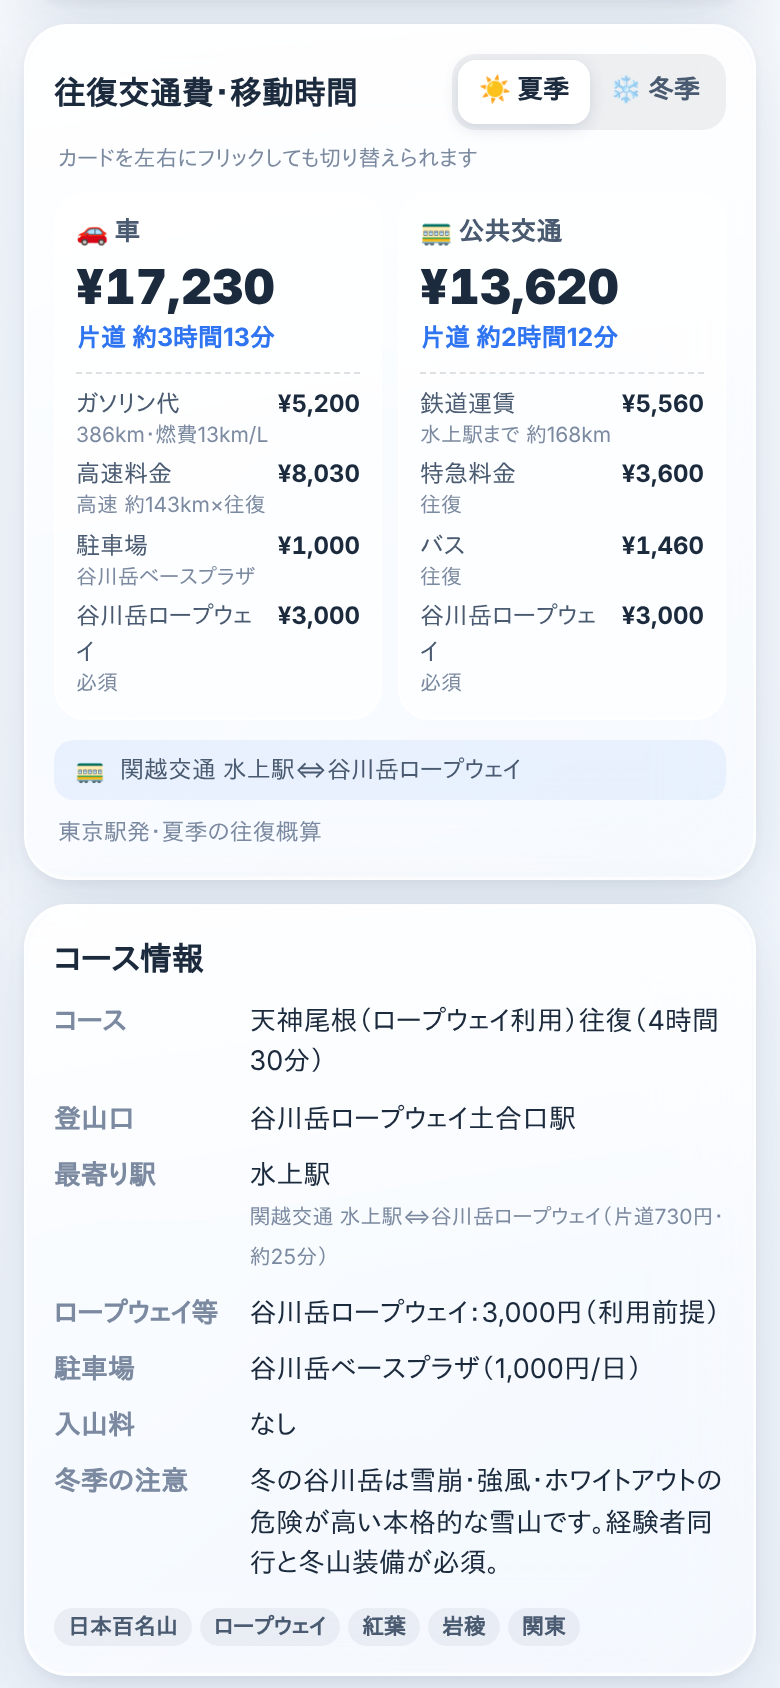 往復交通費・移動時間
☀️ 夏季
❄️ 冬季
カードを左右にフリックしても切り替えられます
🚗 車
¥17,230
片道 約3時間13分
ガソリン代 ¥5,200
386km・燃費13km/L
高速料金 ¥8,030
高速 約143km×往復
駐車場 ¥1,000
谷川岳ベースプラザ
谷川岳ロープウェ ¥3,000
イ
必須
🚃 公共交通
¥13,620
片道 約2時間12分
鉄道運賃 ¥5,560
水上駅まで 約168km
特急料金 ¥3,600
往復
バス ¥1,460
往復
谷川岳ロープウェ ¥3,000
イ
必須
🚃 関越交通 水上駅⇔谷川岳ロープウェイ
東京駅発・夏季の往復概算
コース情報
コース 天神尾根(ロープウェイ利用)往復(4時間
30分)
登山口 谷川岳ロープウェイ土合口駅
最寄り駅 水上駅
関越交通 水上駅⇔谷川岳ロープウェイ(片道730円・
約25分)
ロープウェイ等 谷川岳ロープウェイ:3,000円(利用前提)
駐車場 谷川岳ベースプラザ(1,000円/日)
入山料 なし
冬季の注意 冬の谷川岳は雪崩・強風・ホワイトアウトの
危険が高い本格的な雪山です。経験者同
行と冬山装備が必須。
日本百名山 ロープウェイ 紅葉 岩稜 関東